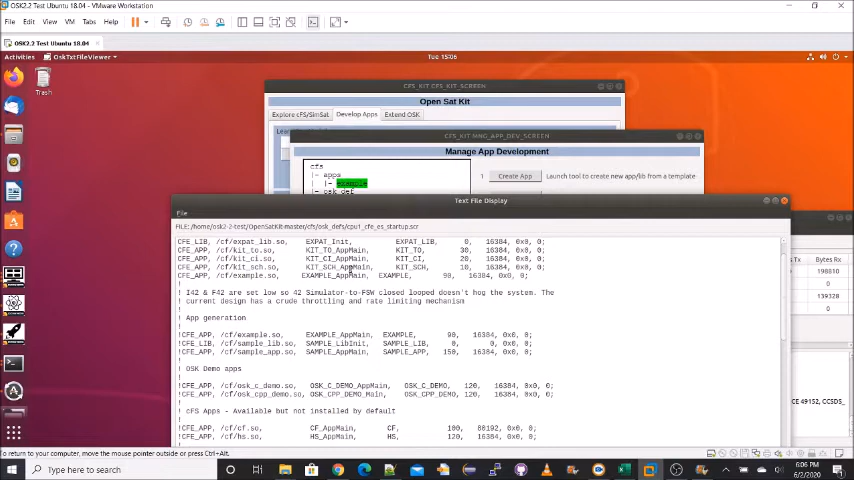 OSK2.2 Test Ubuntu 18.04 - VMware Workstation
File Edit View VM Tabs Help
OSK2.2 Test Ubuntu 18.04
Activities OskTxtFileViewer Tue 15:06
Trash
CFS_KIT CFS_KIT_SCREEN
Open Sat Kit
Explore cFS/SimSat Develop Apps Extend OSK
Lea
CFS_KIT MNG_APP_DEV_SCREEN
Manage App Development
cfs
|- apps
| |- example
|- osk_def
1 Create App Launch tool to create new app/lib from a template
Text File Display
File
FILE: /home/osk2-2-test/OpenSatKit-master/cfs/osk_defs/cpu1_cfe_es_startup.scr
CFE_LIB, /cf/expat_lib.so, EXPAT_Init, EXPAT_LIB, 0, 16384, 0x0, 0;
CFE_APP, /cf/kit_to.so, KIT_TO_AppMain, KIT_TO, 30, 16384, 0x0, 0;
CFE_APP, /cf/kit_ci.so, KIT_CI_AppMain, KIT_CI, 20, 16384, 0x0, 0;
CFE_APP, /cf/kit_sch.so, KIT_SCH_AppMain, KIT_SCH, 10, 16384, 0x0, 0;
CFE_APP, /cf/example.so, EXAMPLE_AppMain, EXAMPLE, 90, 16384, 0x0, 0;
!
! I42 & F42 are set low so 42 Simulator-to-FSW closed looped doesn't hog the system. The
! current design has a crude throttling and rate limiting mechanism
!
! App generation
!
!CFE_APP, /cf/example.so, EXAMPLE_AppMain, EXAMPLE, 90, 16384, 0x0, 0;
!CFE_LIB, /cf/sample_lib.so, SAMPLE_LibInit, SAMPLE_LIB, 0, 0, 0x0, 0;
!CFE_APP, /cf/sample_app.so, SAMPLE_AppMain, SAMPLE_APP, 150, 16384, 0x0, 0;
!
! OSK Demo apps
!
!CFE_APP, /cf/osk_c_demo.so, OSK_C_DEMO_AppMain, OSK_C_DEMO, 120, 16384, 0x0, 0;
!CFE_APP, /cf/osk_cpp_demo.so, OSK_CPP_DEMO_Main, OSK_CPP_DEMO, 120, 16384, 0x0, 0;
!
! cFS Apps - Available but not installed by default
!
!CFE_APP, /cf/cf.so, CF_AppMain, CF, 100, 80192, 0x0, 0;
!CFE_APP, /cf/hs.so, HS_AppMain, HS, 120, 16384, 0x0, 0;
Bytes Rx
198810
139328
CE 49152, CCSDS_
To return to your computer, move the mouse pointer outside or press Ctrl+Alt.
Type here to search
6:06 PM
6/2/2020